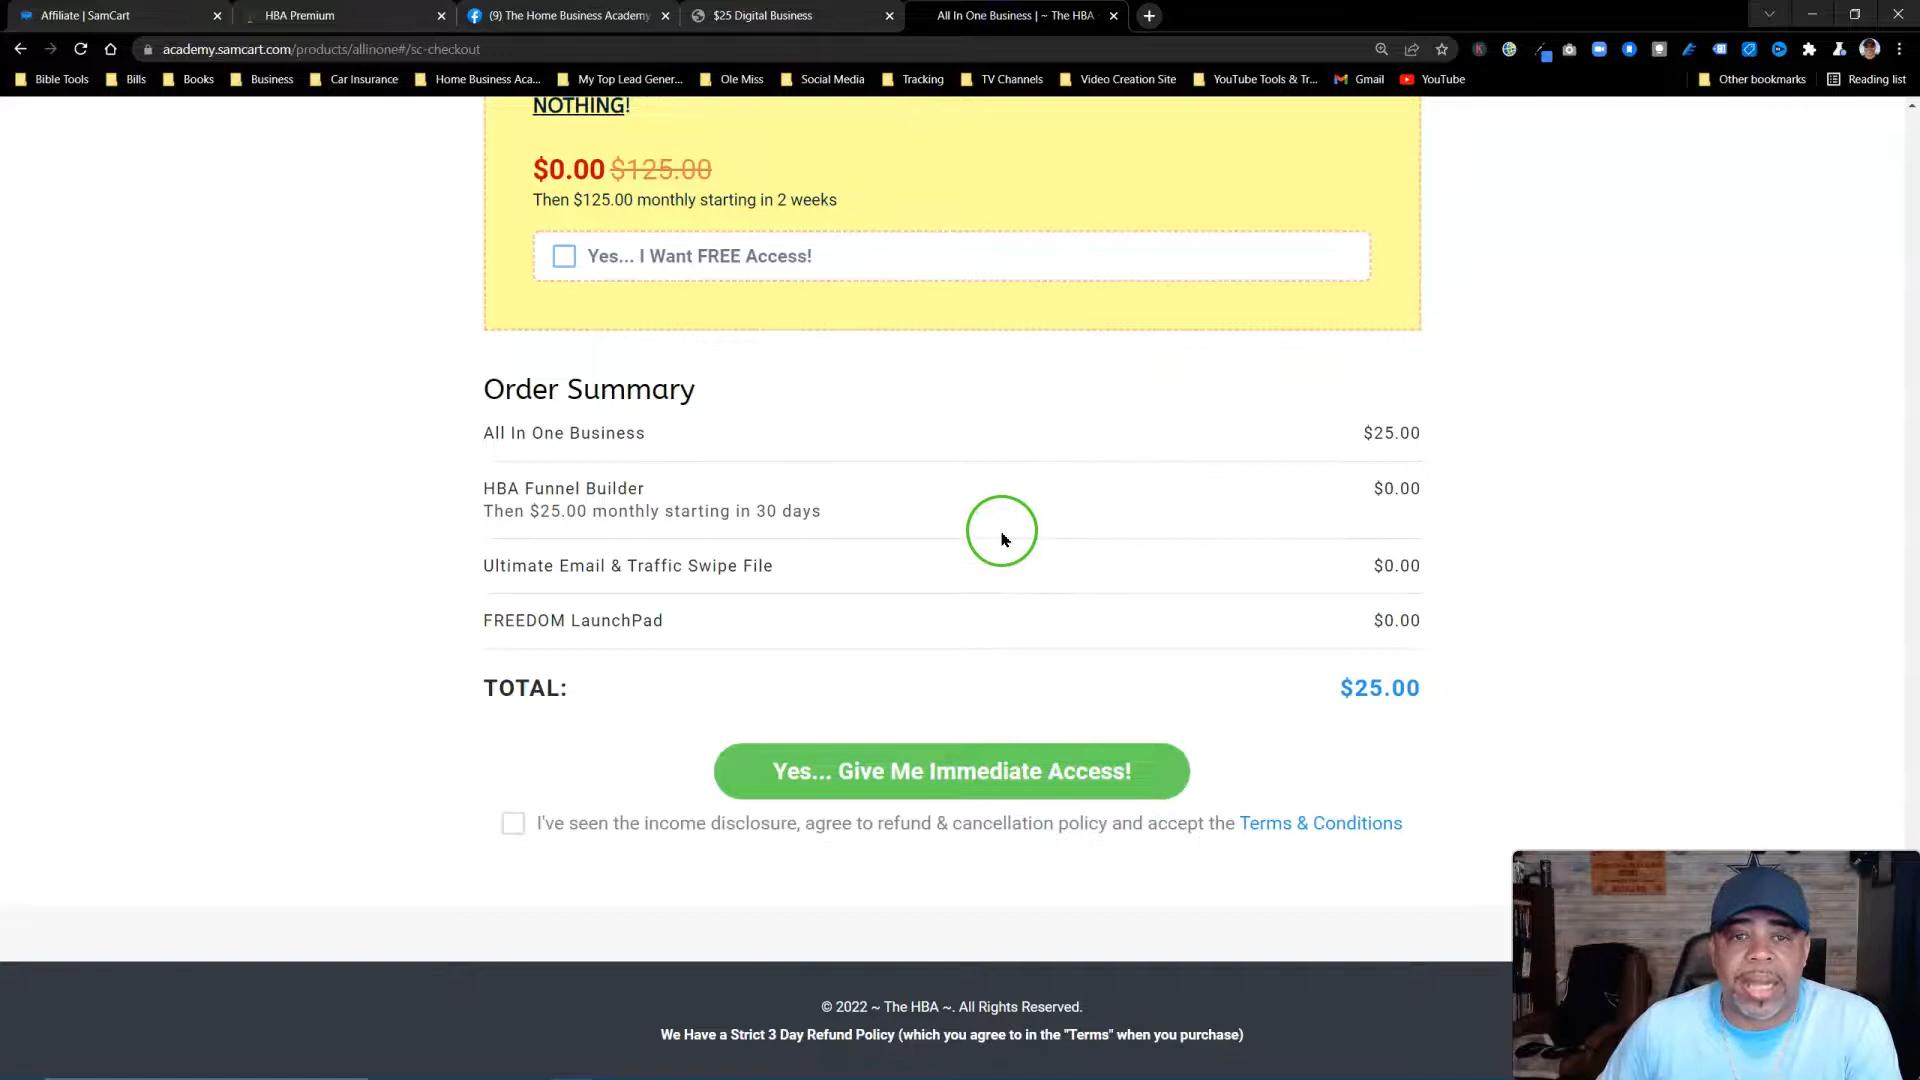 Affiliate | SamCart
HBA Premium
(9) The Home Business Academy
$25 Digital Business
All In One Business | ~ The HBA
academy.samcart.com/products/allinone#/sc-checkout
Bible Tools
Bills
Books
Business
Car Insurance
Home Business Aca...
My Top Lead Gener...
Ole Miss
Social Media
Tracking
TV Channels
Video Creation Site
YouTube Tools & Tr...
Gmail
YouTube
Other bookmarks
Reading list
NOTHING!
$0.00 $125.00
Then $125.00 monthly starting in 2 weeks
Yes... I Want FREE Access!
Order Summary
All In One Business $25.00
HBA Funnel Builder $0.00
Then $25.00 monthly starting in 30 days
Ultimate Email & Traffic Swipe File $0.00
FREEDOM LaunchPad $0.00
TOTAL: $25.00
Yes... Give Me Immediate Access!
I've seen the income disclosure, agree to refund & cancellation policy and accept the Terms & Conditions
© 2022 ~ The HBA ~. All Rights Reserved.
We Have a Strict 3 Day Refund Policy (which you agree to in the "Terms" when you purchase)